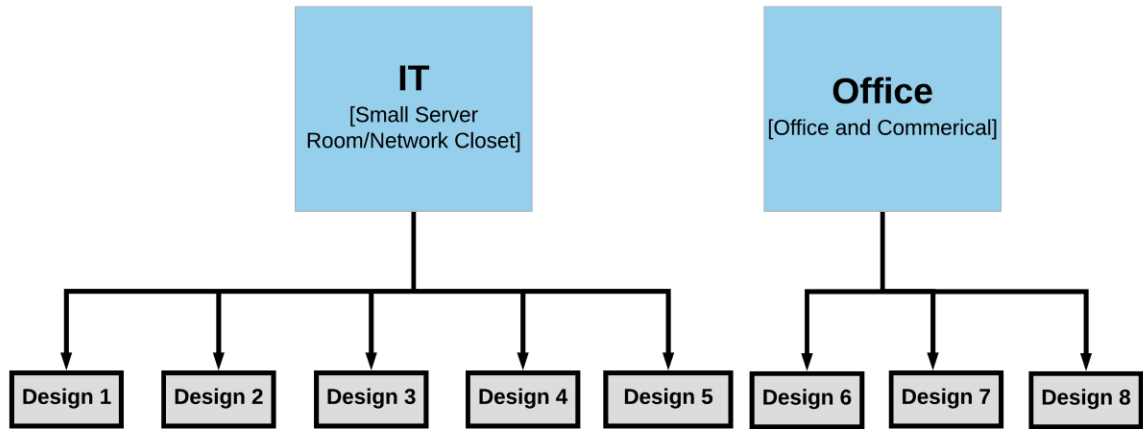 IT
[Small Server
Room/Network Closet]
Office
[Office and Commerical]
Design 1
Design 2
Design 3
Design 4
Design 5
Design 6
Design 7
Design 8